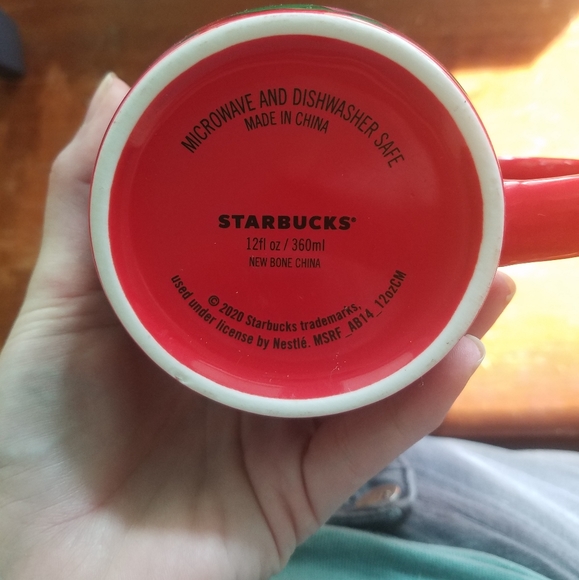 MICROWAVE AND DISHWASHER SAFE
MADE IN CHINA
STARBUCKS®
12fl oz / 360ml
NEW BONE CHINA
© 2020 Starbucks trademarks,
used under license by Nestlé. MSRF_AB14_12ozCM